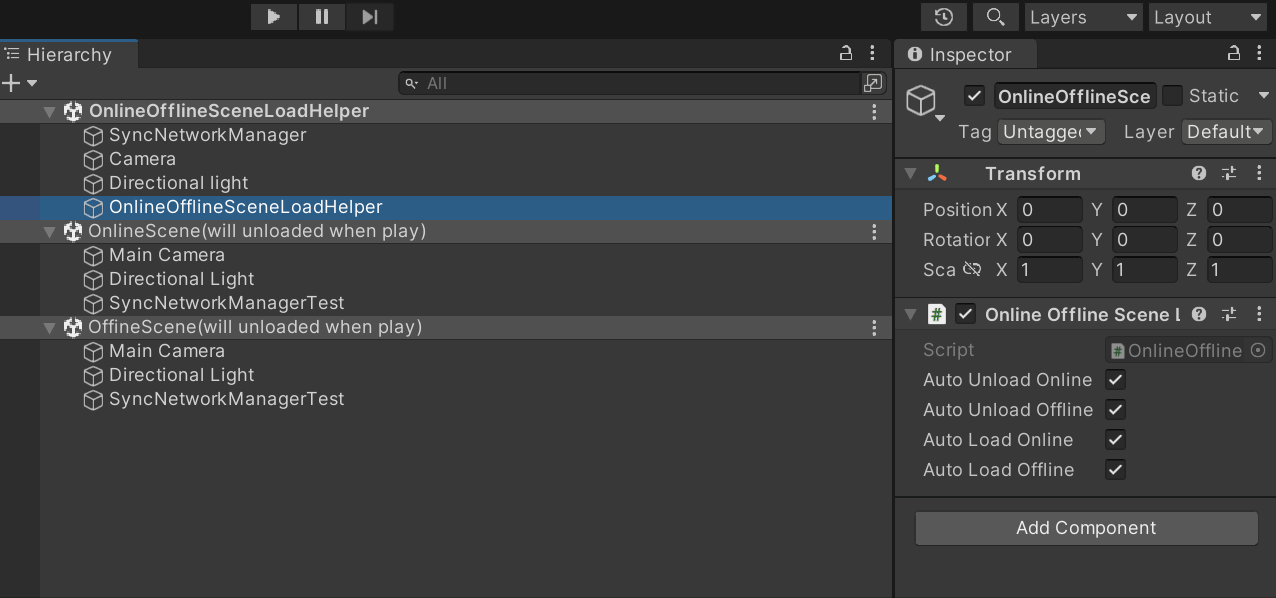 Layers
Layout
Hierarchy
All
OnlineOfflineSceneLoadHelper
SyncNetworkManager
Camera
Directional light
OnlineOfflineSceneLoadHelper
OnlineScene(will unloaded when play)
Main Camera
Directional Light
SyncNetworkManagerTest
OffineScene(will unloaded when play)
Main Camera
Directional Light
SyncNetworkManagerTest
Inspector
OnlineOfflineSce Static
Tag Untagged Layer Default
Transform
Position X 0 Y 0 Z 0
Rotation X 0 Y 0 Z 0
Sca X 1 Y 1 Z 1
# Online Offline Scene L
Script # OnlineOffline
Auto Unload Online
Auto Unload Offline
Auto Load Online
Auto Load Offline
Add Component